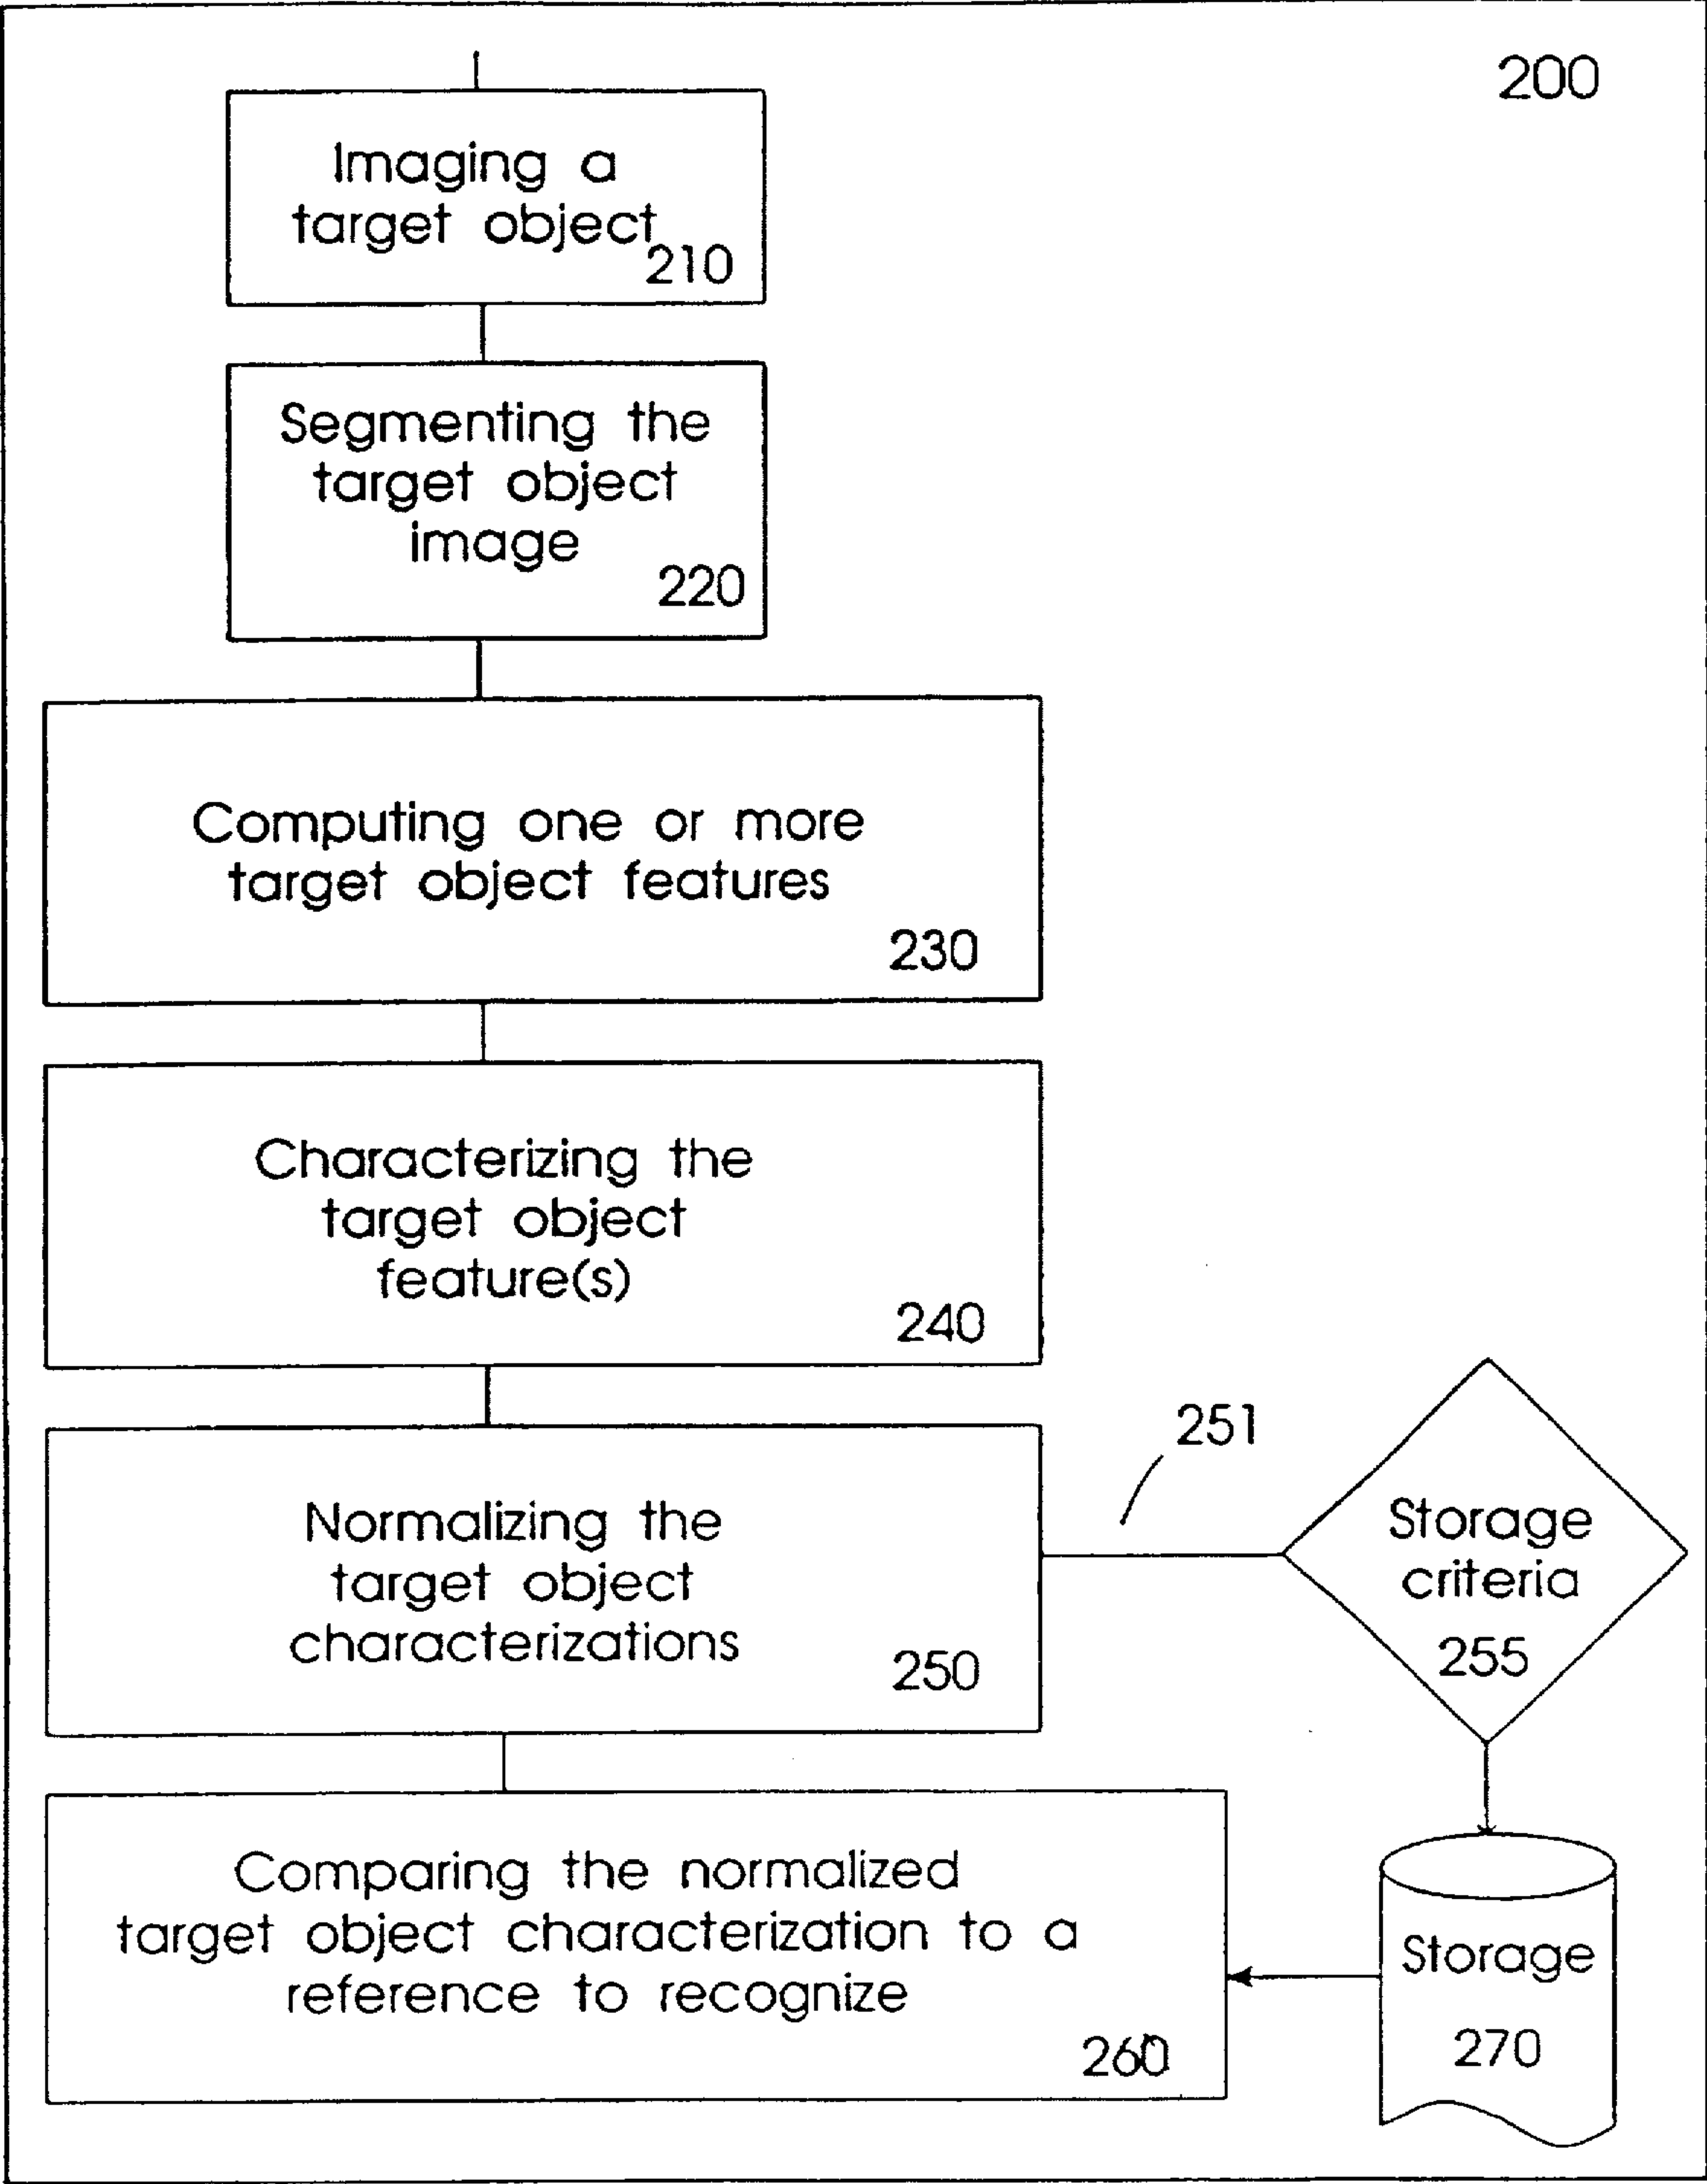 200
Imaging a
target object
210
Segmenting the
target object
image
220
Computing one or more
target object features
230
Characterizing the
target object
feature(s)
240
251
Normalizing the
target object
characterizations
250
Storage
criteria
255
Comparing the normalized
target object characterization to a
reference to recognize
260
Storage
270